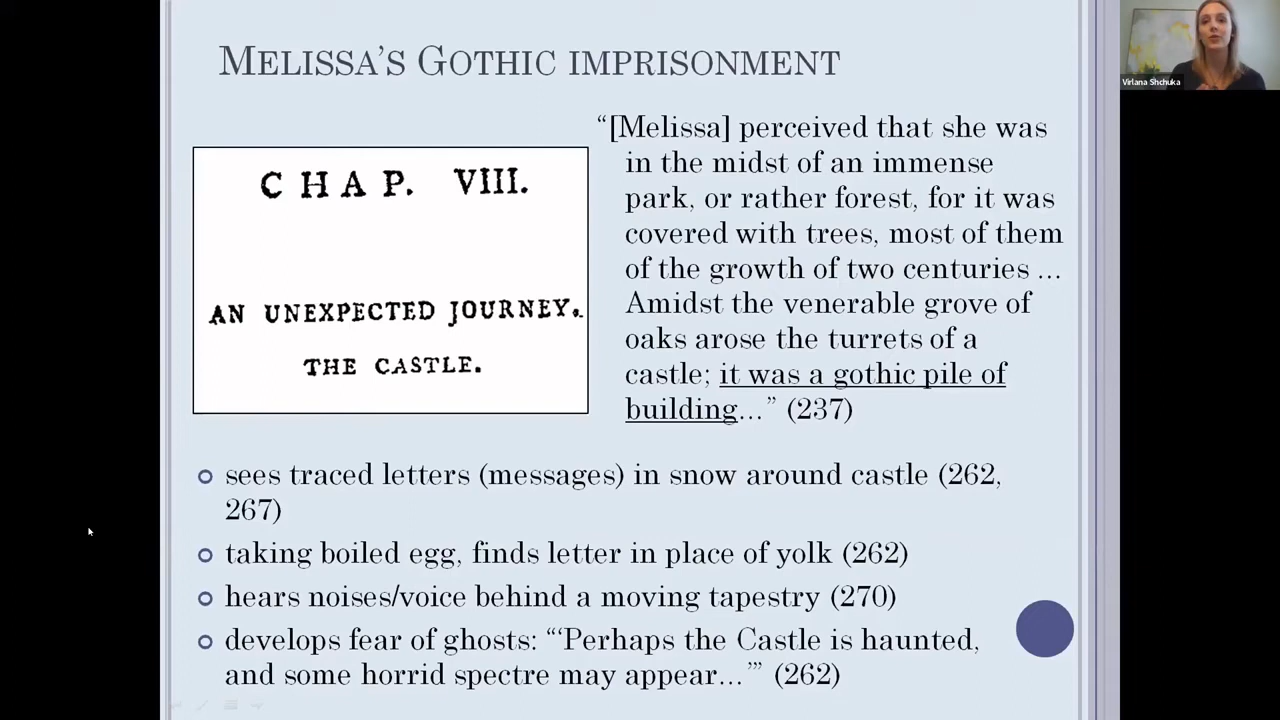 MELISSA'S GOTHIC IMPRISONMENT
Virlana Shchuka
CHAP. VIII.
AN UNEXPECTED JOURNEY.
THE CASTLE.
“[Melissa] perceived that she was
in the midst of an immense
park, or rather forest, for it was
covered with trees, most of them
of the growth of two centuries ...
Amidst the venerable grove of
oaks arose the turrets of a
castle; it was a gothic pile of
building...” (237)
sees traced letters (messages) in snow around castle (262,
267)
taking boiled egg, finds letter in place of yolk (262)
hears noises/voice behind a moving tapestry (270)
develops fear of ghosts: “‘Perhaps the Castle is haunted,
and some horrid spectre may appear...’” (262)